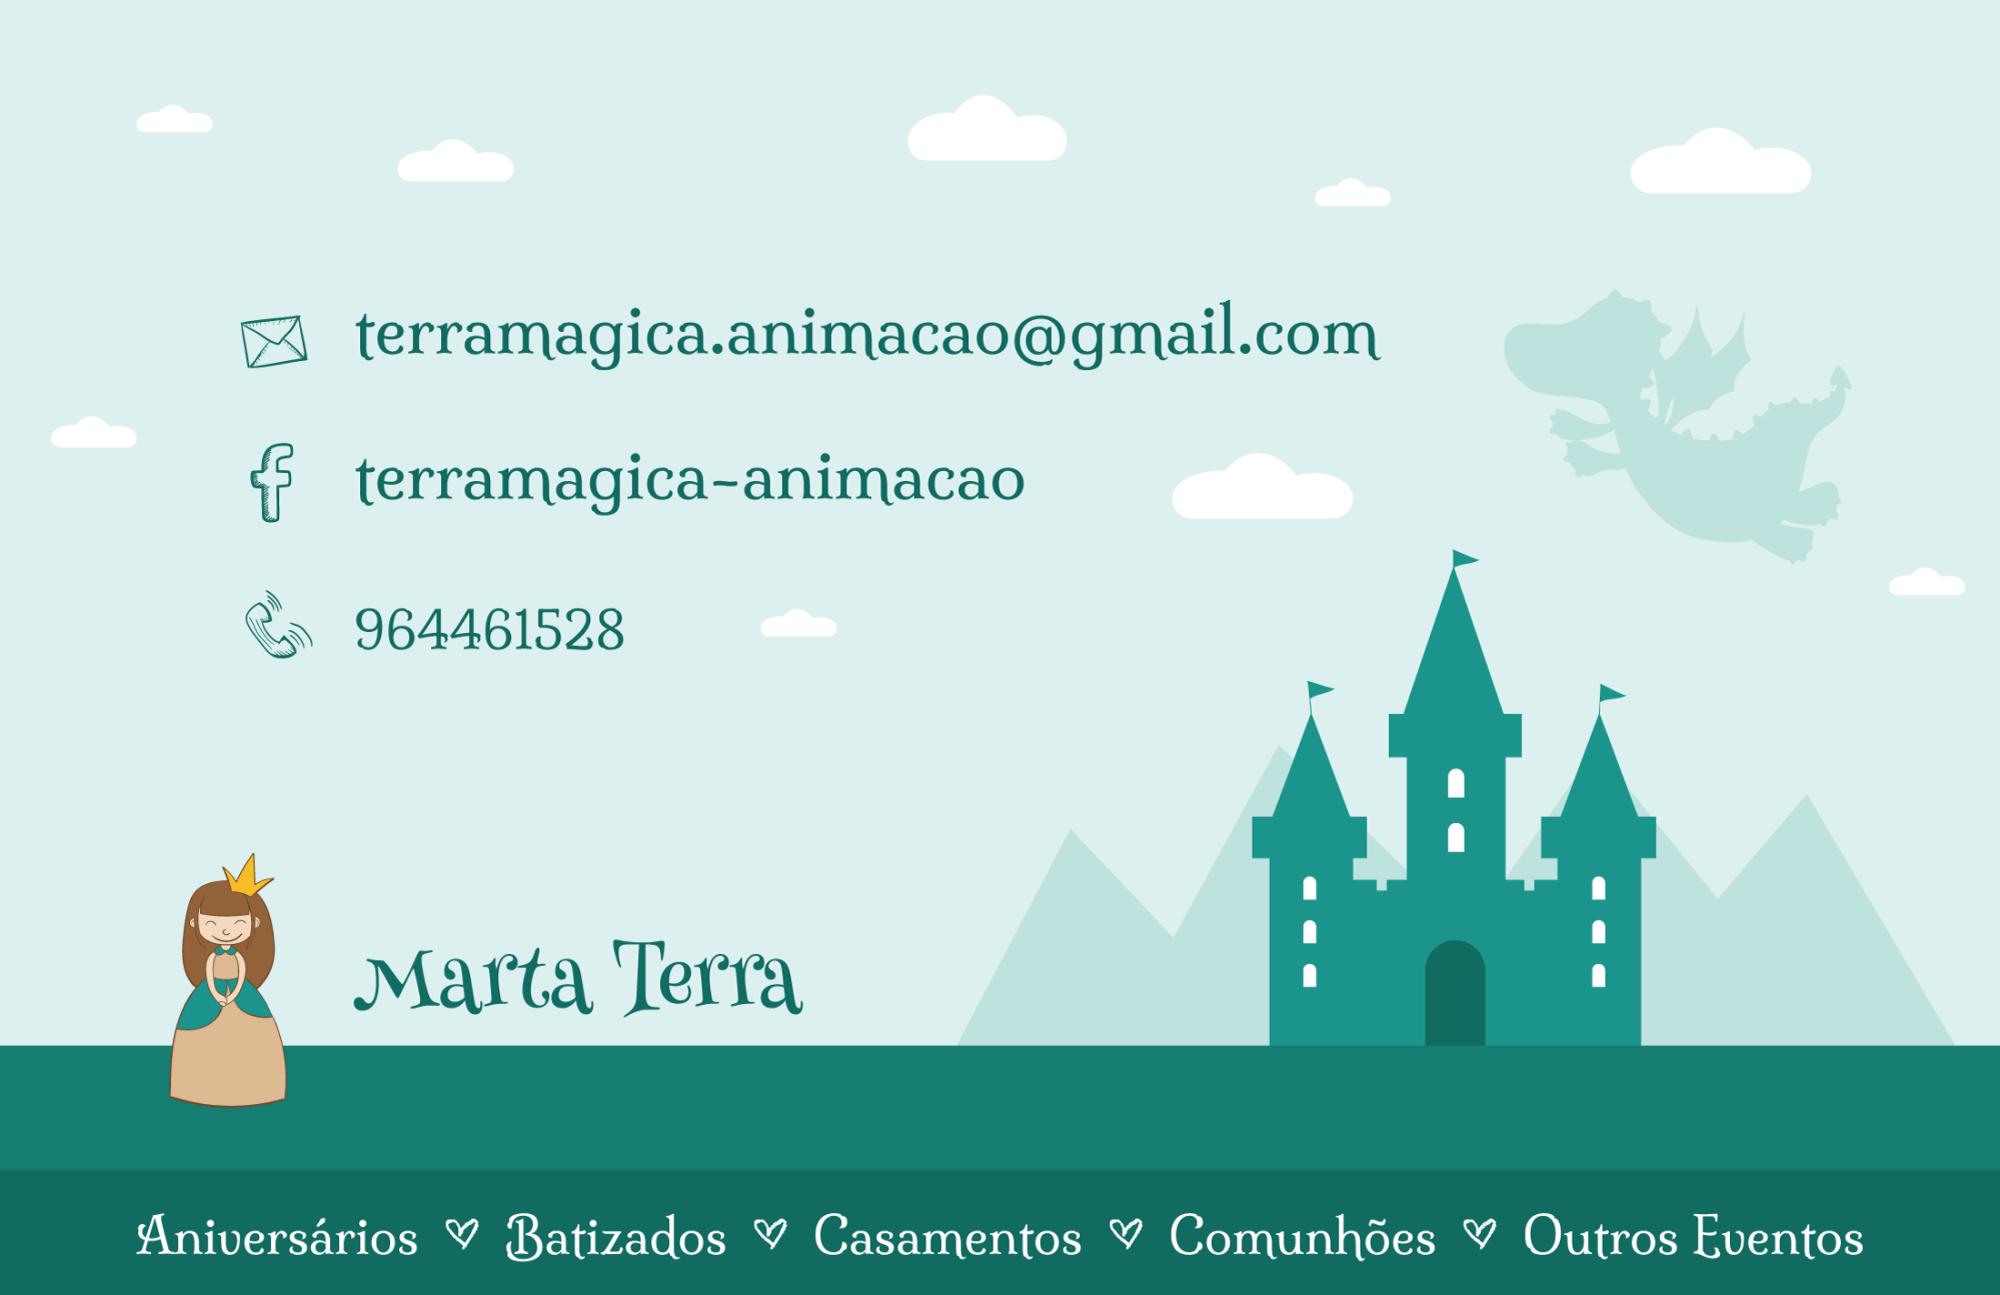 terramagica.animacao@gmail.com
terramagica-animacao
964461528
Marta Terra
Aniversários ♡ Batizados ♡ Casamentos ♡ Comunhões ♡ Outros Eventos